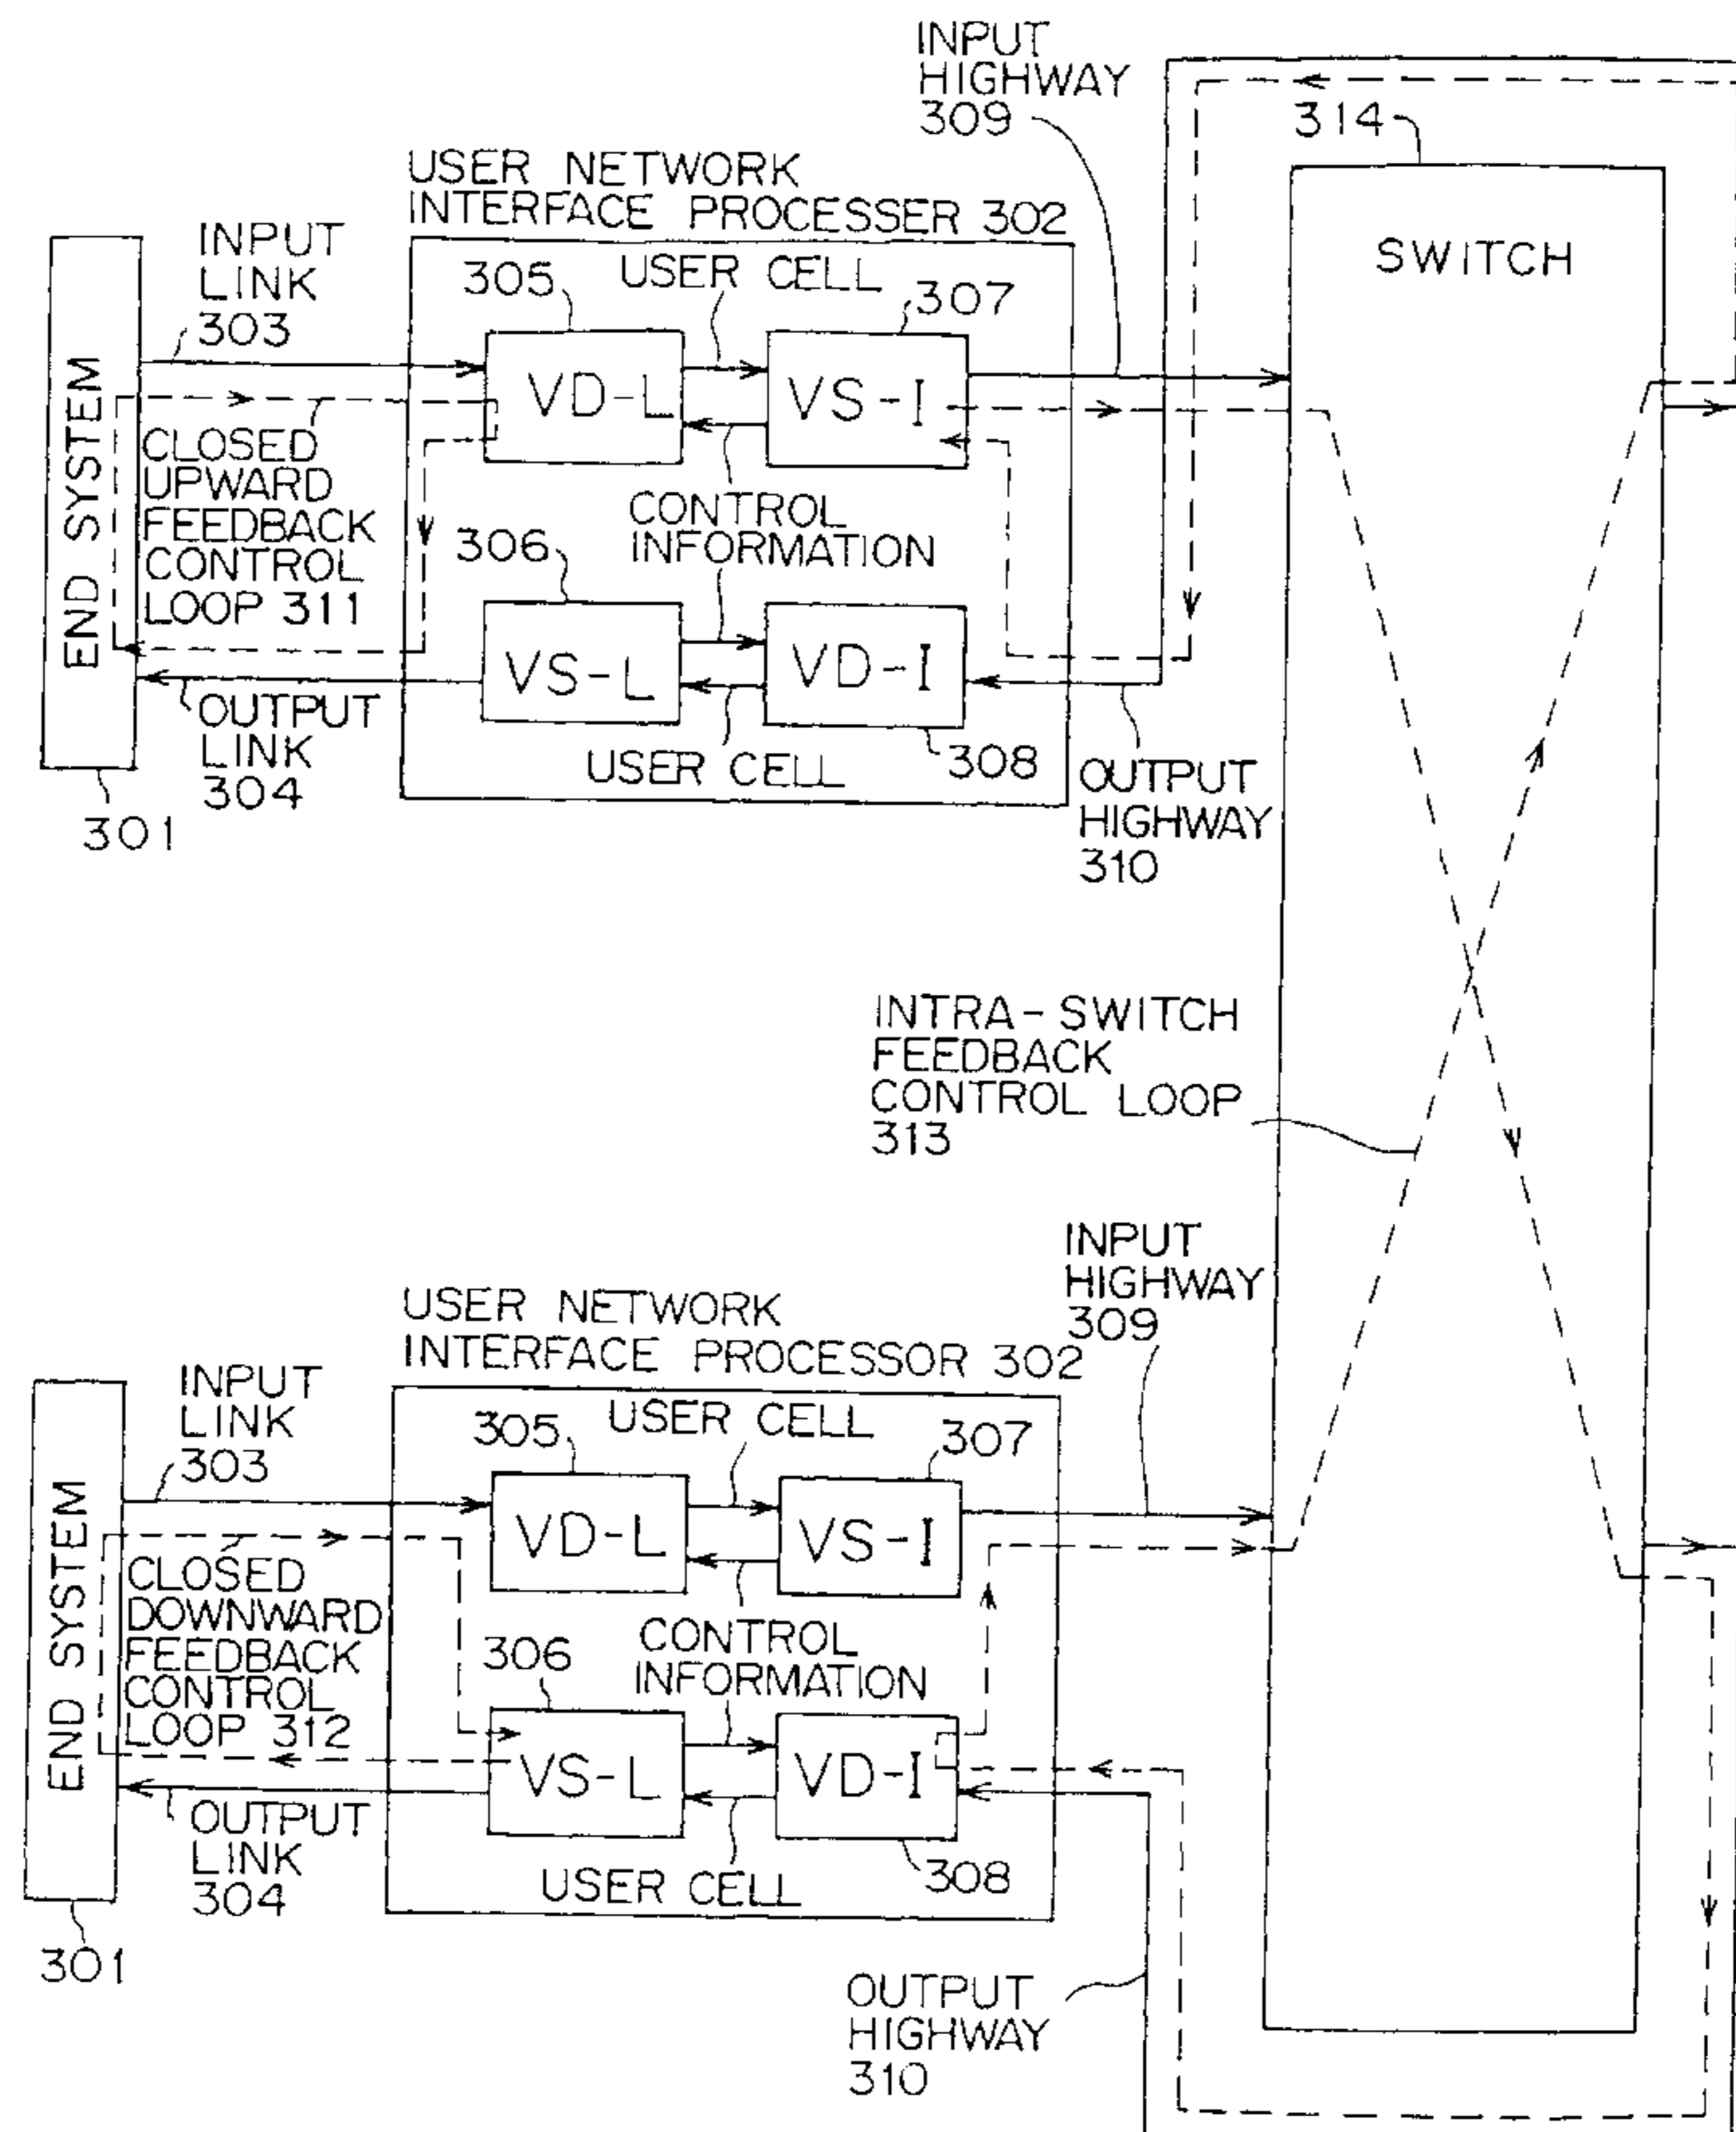 INPUT
HIGHWAY
309
314
USER NETWORK
INTERFACE PROCESSER 302
INPUT
LINK
303
305
USER CELL
307
SWITCH
END SYSTEM
VD-L
VS-I
CLOSED
UPWARD
FEEDBACK
CONTROL
LOOP 311
306
CONTROL
INFORMATION
VS-L
VD-I
OUTPUT
LINK
304
USER CELL
308
OUTPUT
HIGHWAY
310
301
INTRA-SWITCH
FEEDBACK
CONTROL LOOP
313
INPUT
HIGHWAY
309
USER NETWORK
INTERFACE PROCESSOR 302
INPUT
LINK
303
305
USER CELL
307
END SYSTEM
VD-L
VS-I
CLOSED
DOWNWARD
FEEDBACK
CONTROL
LOOP 312
306
CONTROL
INFORMATION
VS-L
VD-I
OUTPUT
LINK
304
USER CELL
308
301
OUTPUT
HIGHWAY
310